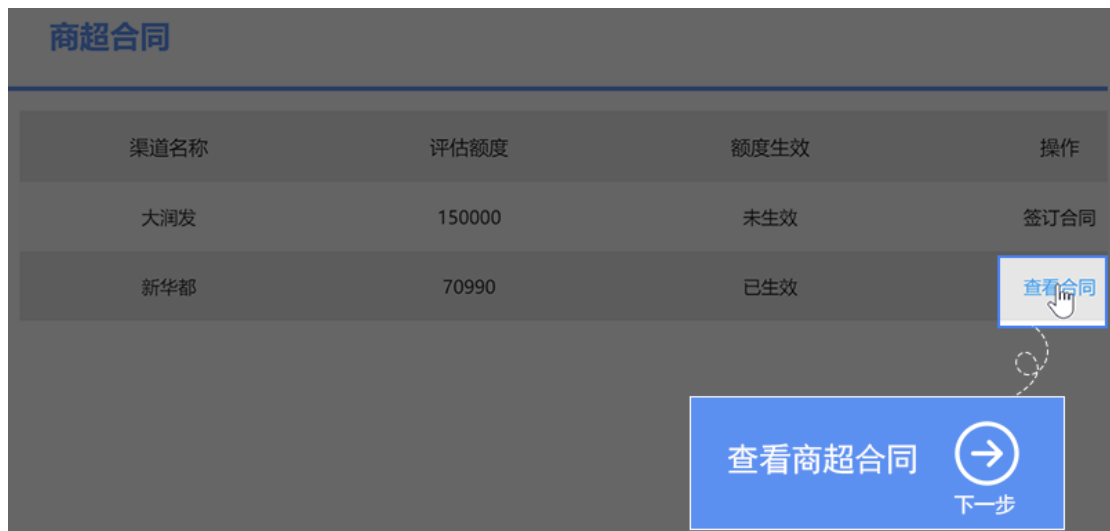 商超合同
渠道名称 评估额度 额度生效 操作
大润发 150000 未生效 签订合同
新华都 70990 已生效 查看合同
查看商超合同
下一步